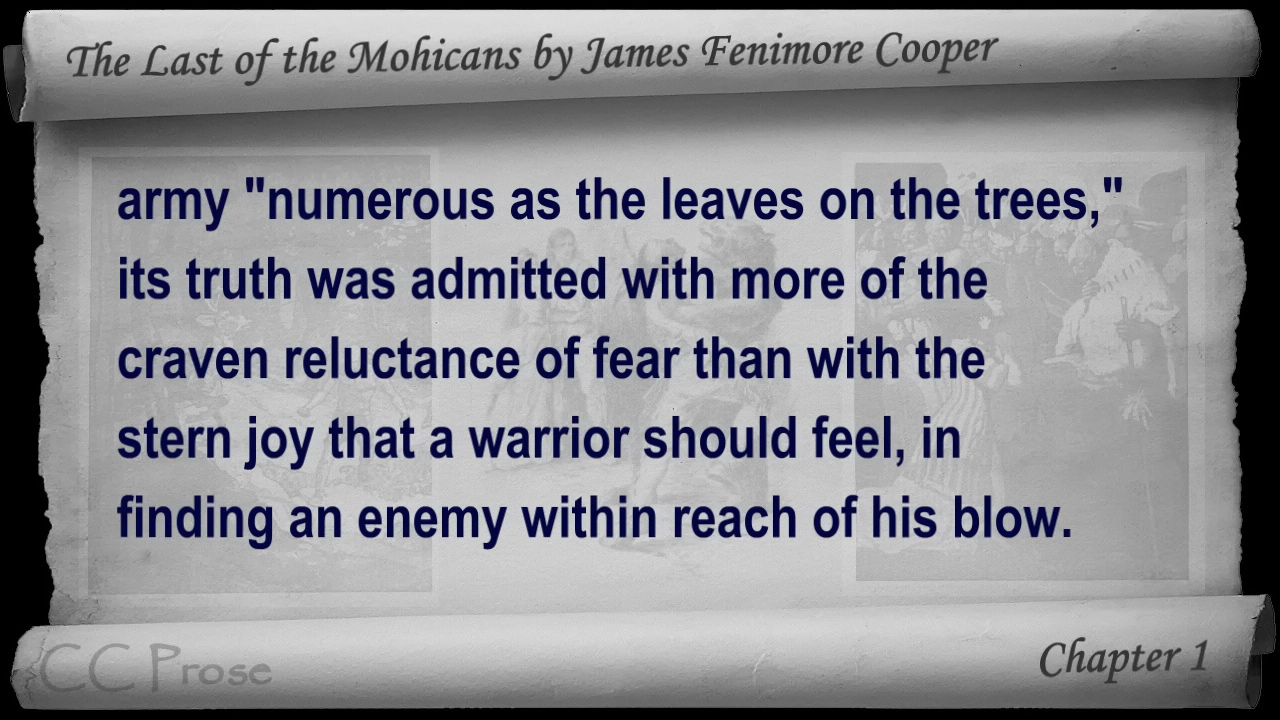 The Last of the Mohicans by James Fenimore Cooper
army "numerous as the leaves on the trees,"
its truth was admitted with more of the
craven reluctance of fear than with the
stern joy that a warrior should feel, in
finding an enemy within reach of his blow.
CC Prose
Chapter 1